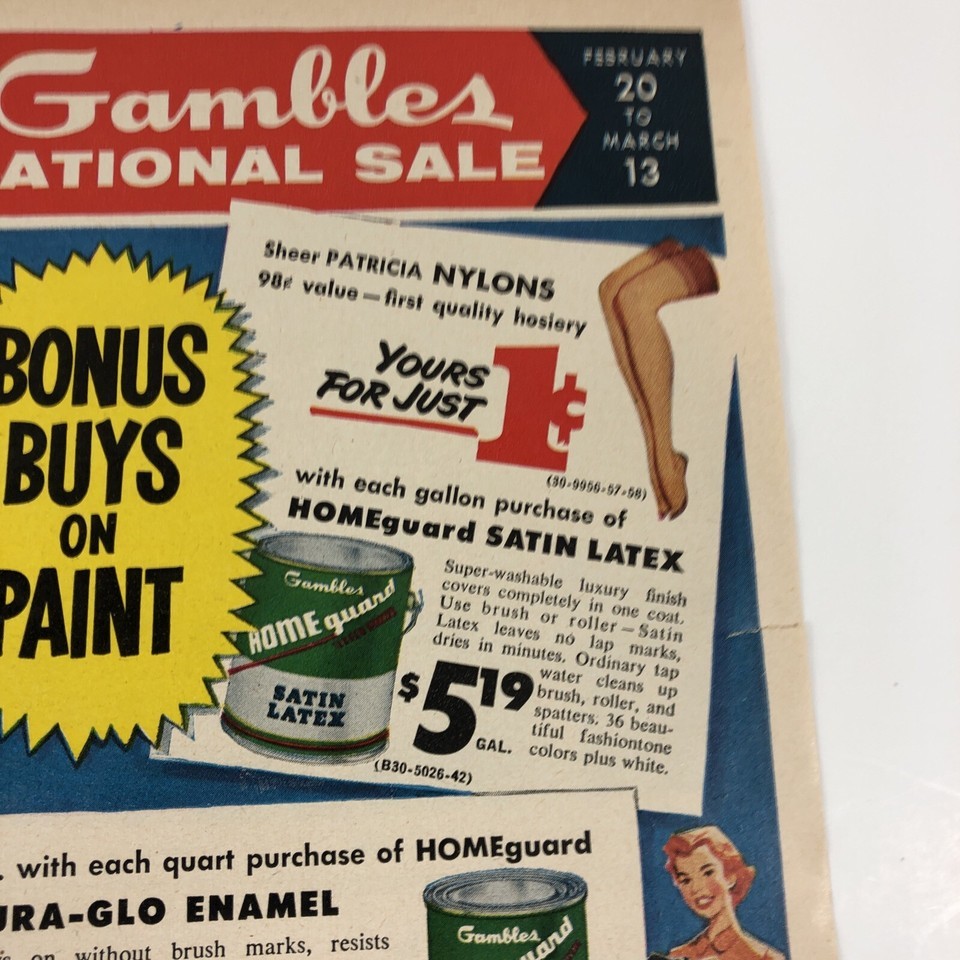 Gambles
ATIONAL SALE
FEBRUARY
20
TO
MARCH
13
BONUS
BUYS
ON
PAINT
Sheer PATRICIA NYLONS
98¢ value — first quality hosiery
YOURS
FOR JUST
1¢
(30-9956-57-58)
with each gallon purchase of
HOMEguard SATIN LATEX
Gambles
HOMEguard
SATIN
LATEX
Super-washable luxury finish
covers completely in one coat.
Use brush or roller — Satin
Latex leaves no lap marks,
dries in minutes. Ordinary tap
water cleans up
brush, roller, and
spatters. 36 beau-
tiful fashiontone
colors plus white.
$5.19
GAL.
(B30-5026-42)
. with each quart purchase of HOMEguard
URA-GLO ENAMEL
on without brush marks, resists
Gambles
uard